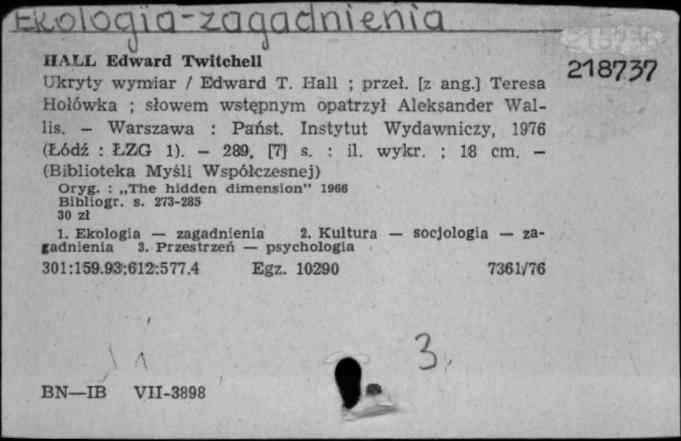 Ekologia-zagadnienia
218737
HALL Edward Twitchell
Ukryty wymiar / Edward T. Hall ; przeł. [z ang.] Teresa
Hołówka ; słowem wstępnym opatrzył Aleksander Wal-
lis. — Warszawa : Państ. Instytut Wydawniczy, 1976
(Łódź : ŁZG 1). — 289, [7] s. : il. wykr. ; 18 cm. —
(Biblioteka Myśli Współczesnej)
Oryg. : „The hidden dimension" 1966
Bibliogr. s. 273-285
30 zł
1. Ekologia — zagadnienia 2. Kultura — socjologia — za-
gadnienia 3. Przestrzeń — psychologia
301:159.93:612:577.4 Egz. 10290 7361/76
3.
BN—IB VII-3898